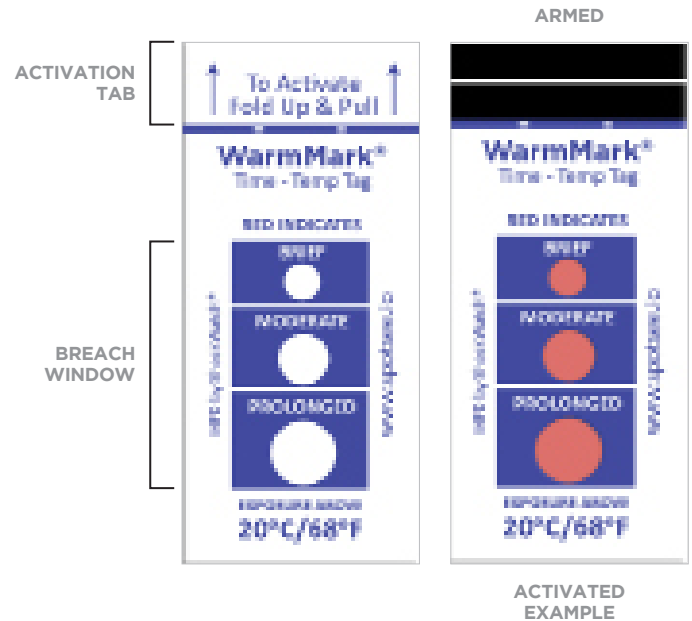 ARMED
ACTIVATION
TAB
To Activate
Fold Up & Pull
WarmMark®
Time - Temp Tag
RED INDICATES
BRIEF
MODERATE
PROLONGED
EXPOSURE ABOVE
20°C/68°F
BREACH
WINDOW
WarmMark®
Time - Temp Tag
RED INDICATES
BRIEF
MODERATE
PROLONGED
EXPOSURE ABOVE
20°C/68°F
ACTIVATED
EXAMPLE